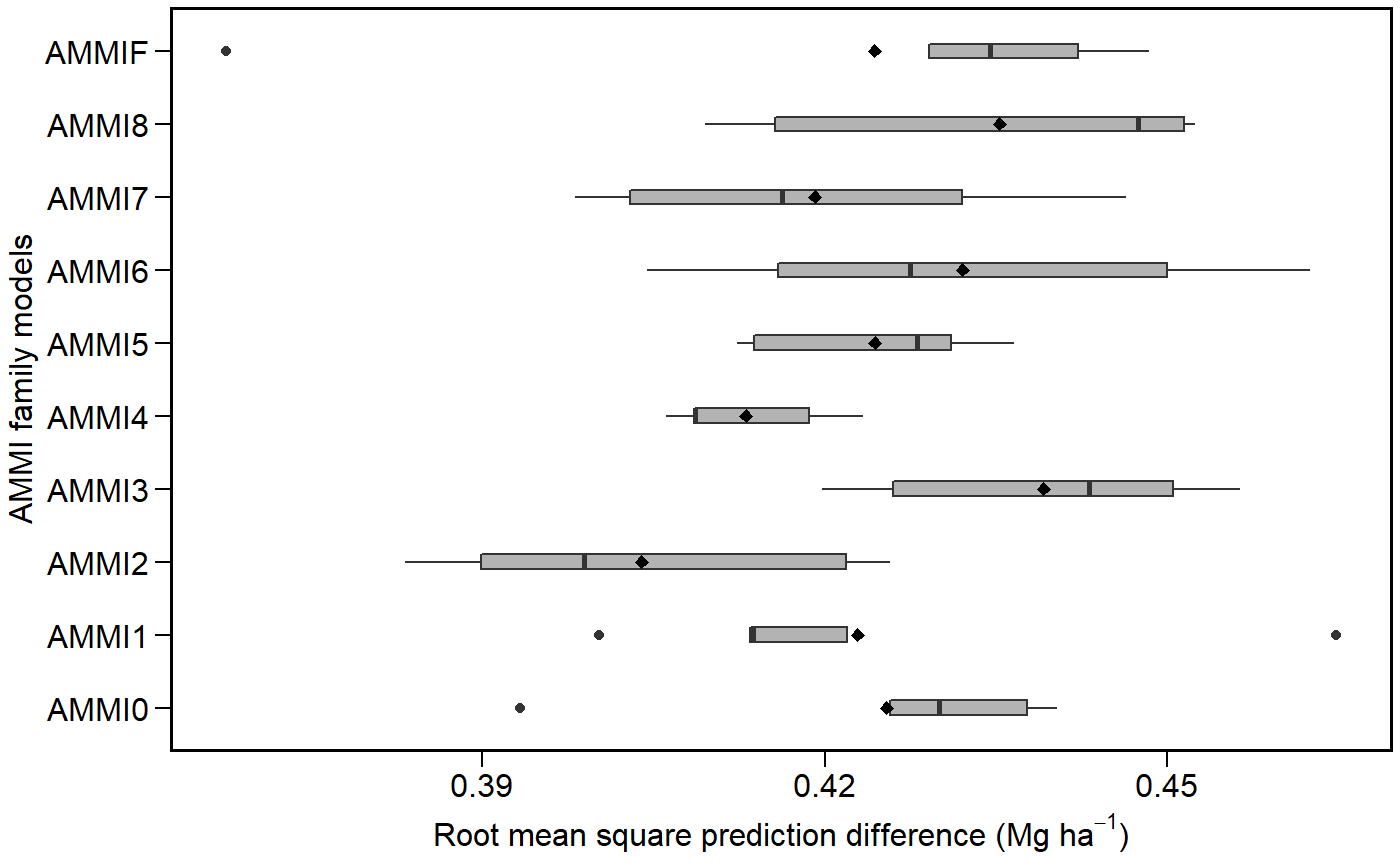 AMMIF
AMMI8
AMMI7
AMMI6
AMMI5
AMMI4
AMMI3
AMMI2
AMMI1
AMMI0
AMMI family models
0.39 0.42 0.45
Root mean square prediction difference (Mg ha⁻¹)